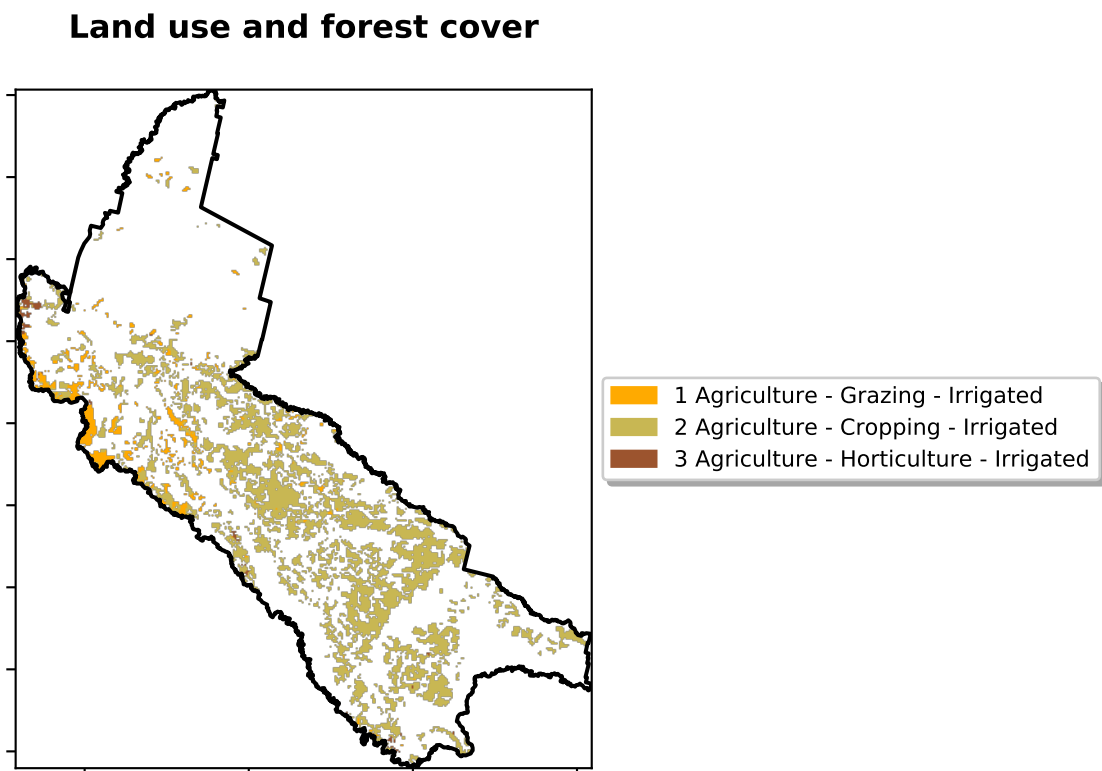 Land use and forest cover
1 Agriculture - Grazing - Irrigated
2 Agriculture - Cropping - Irrigated
3 Agriculture - Horticulture - Irrigated